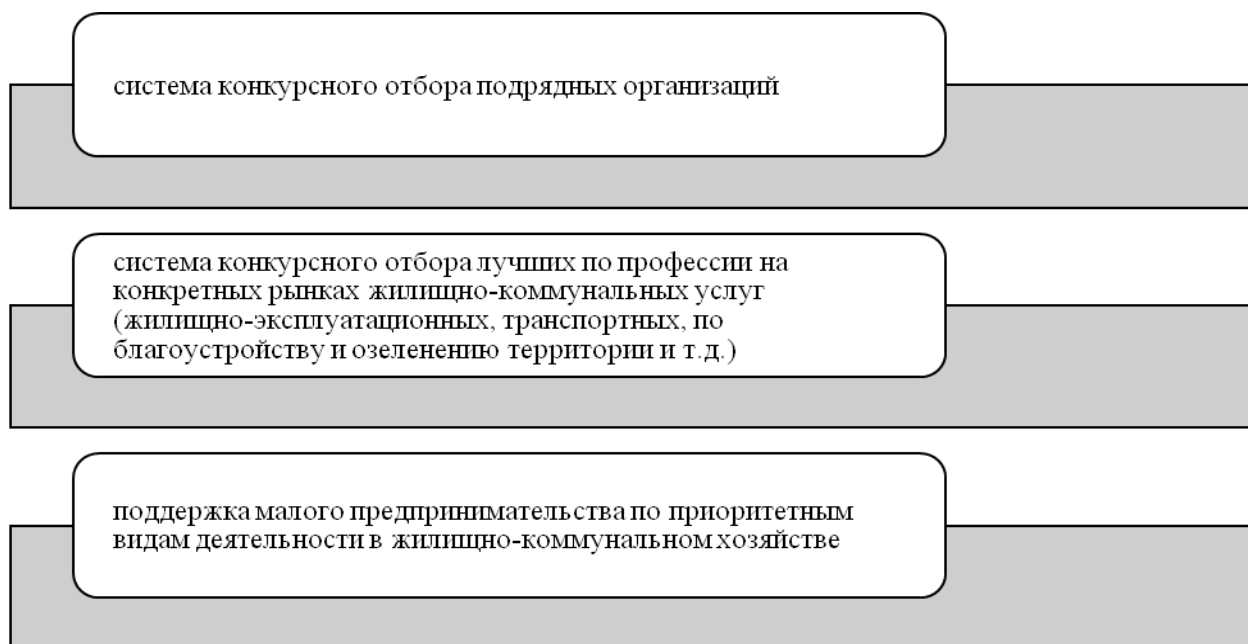 система конкурсного отбора подрядных организаций
система конкурсного отбора лучших по профессии на
конкретных рынках жилищно-коммунальных услуг
(жилищно-эксплуатационных, транспортных, по
благоустройству и озеленению территории и т.д.)
поддержка малого предпринимательства по приоритетным
видам деятельности в жилищно-коммунальном хозяйстве